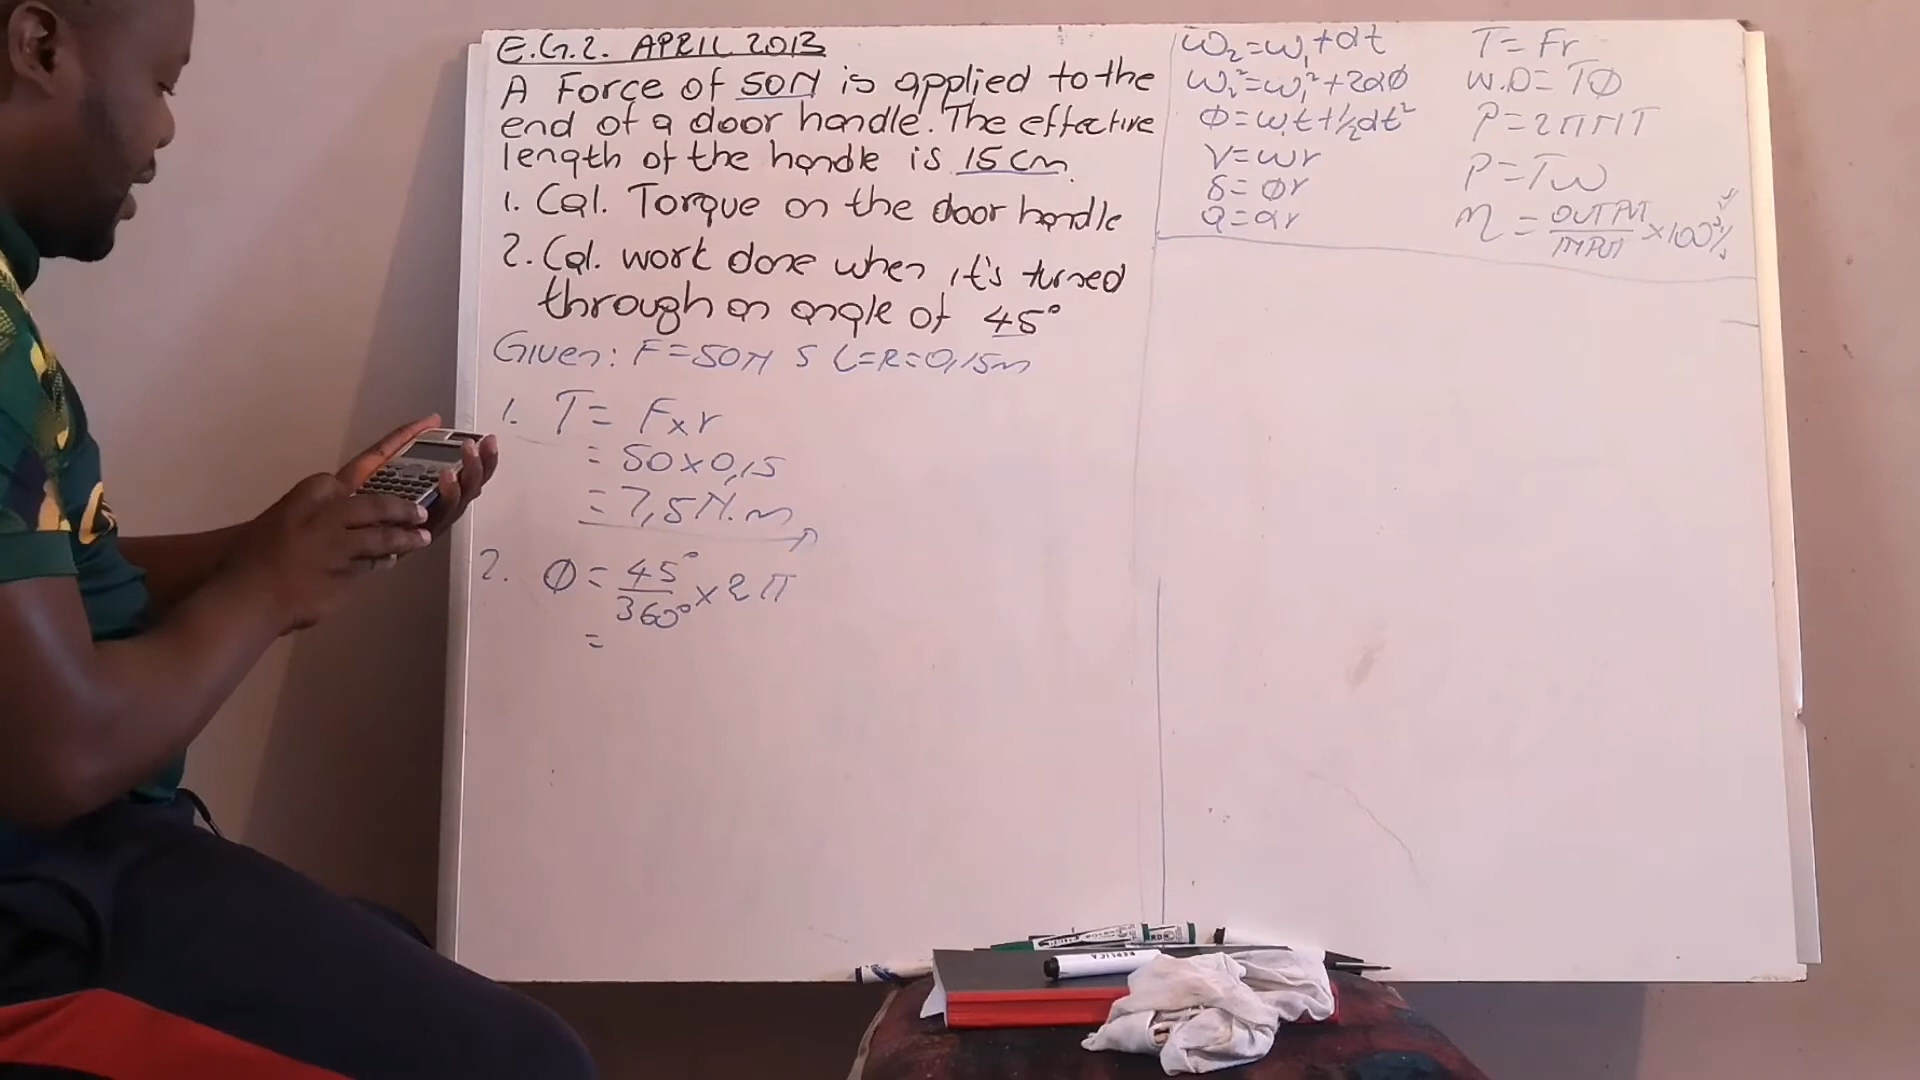 E.G.2. APRIL 2013
A Force of 50N is applied to the
end of a door handle. The effective
length of the handle is 15cm.
1. Cal. Torque on the door handle
2. Cal. work done when it's turned
through an angle of 45°
Given: F=50N ; L=R=0,15m
1. T= F×r
= 50×0,15
= 7,5N.m
2. Ø= 45°/360° × 2π
=
ω₂=ω₁+αt
ω₂²=ω₁²+2αØ
Ø=ω₁t+1/2αt²
V=ωr
S=Ør
a=αr
T=Fr
W.D=TØ
P=2πNT
P=Tω
η = OUTPUT/INPUT ×100%
REPLICA